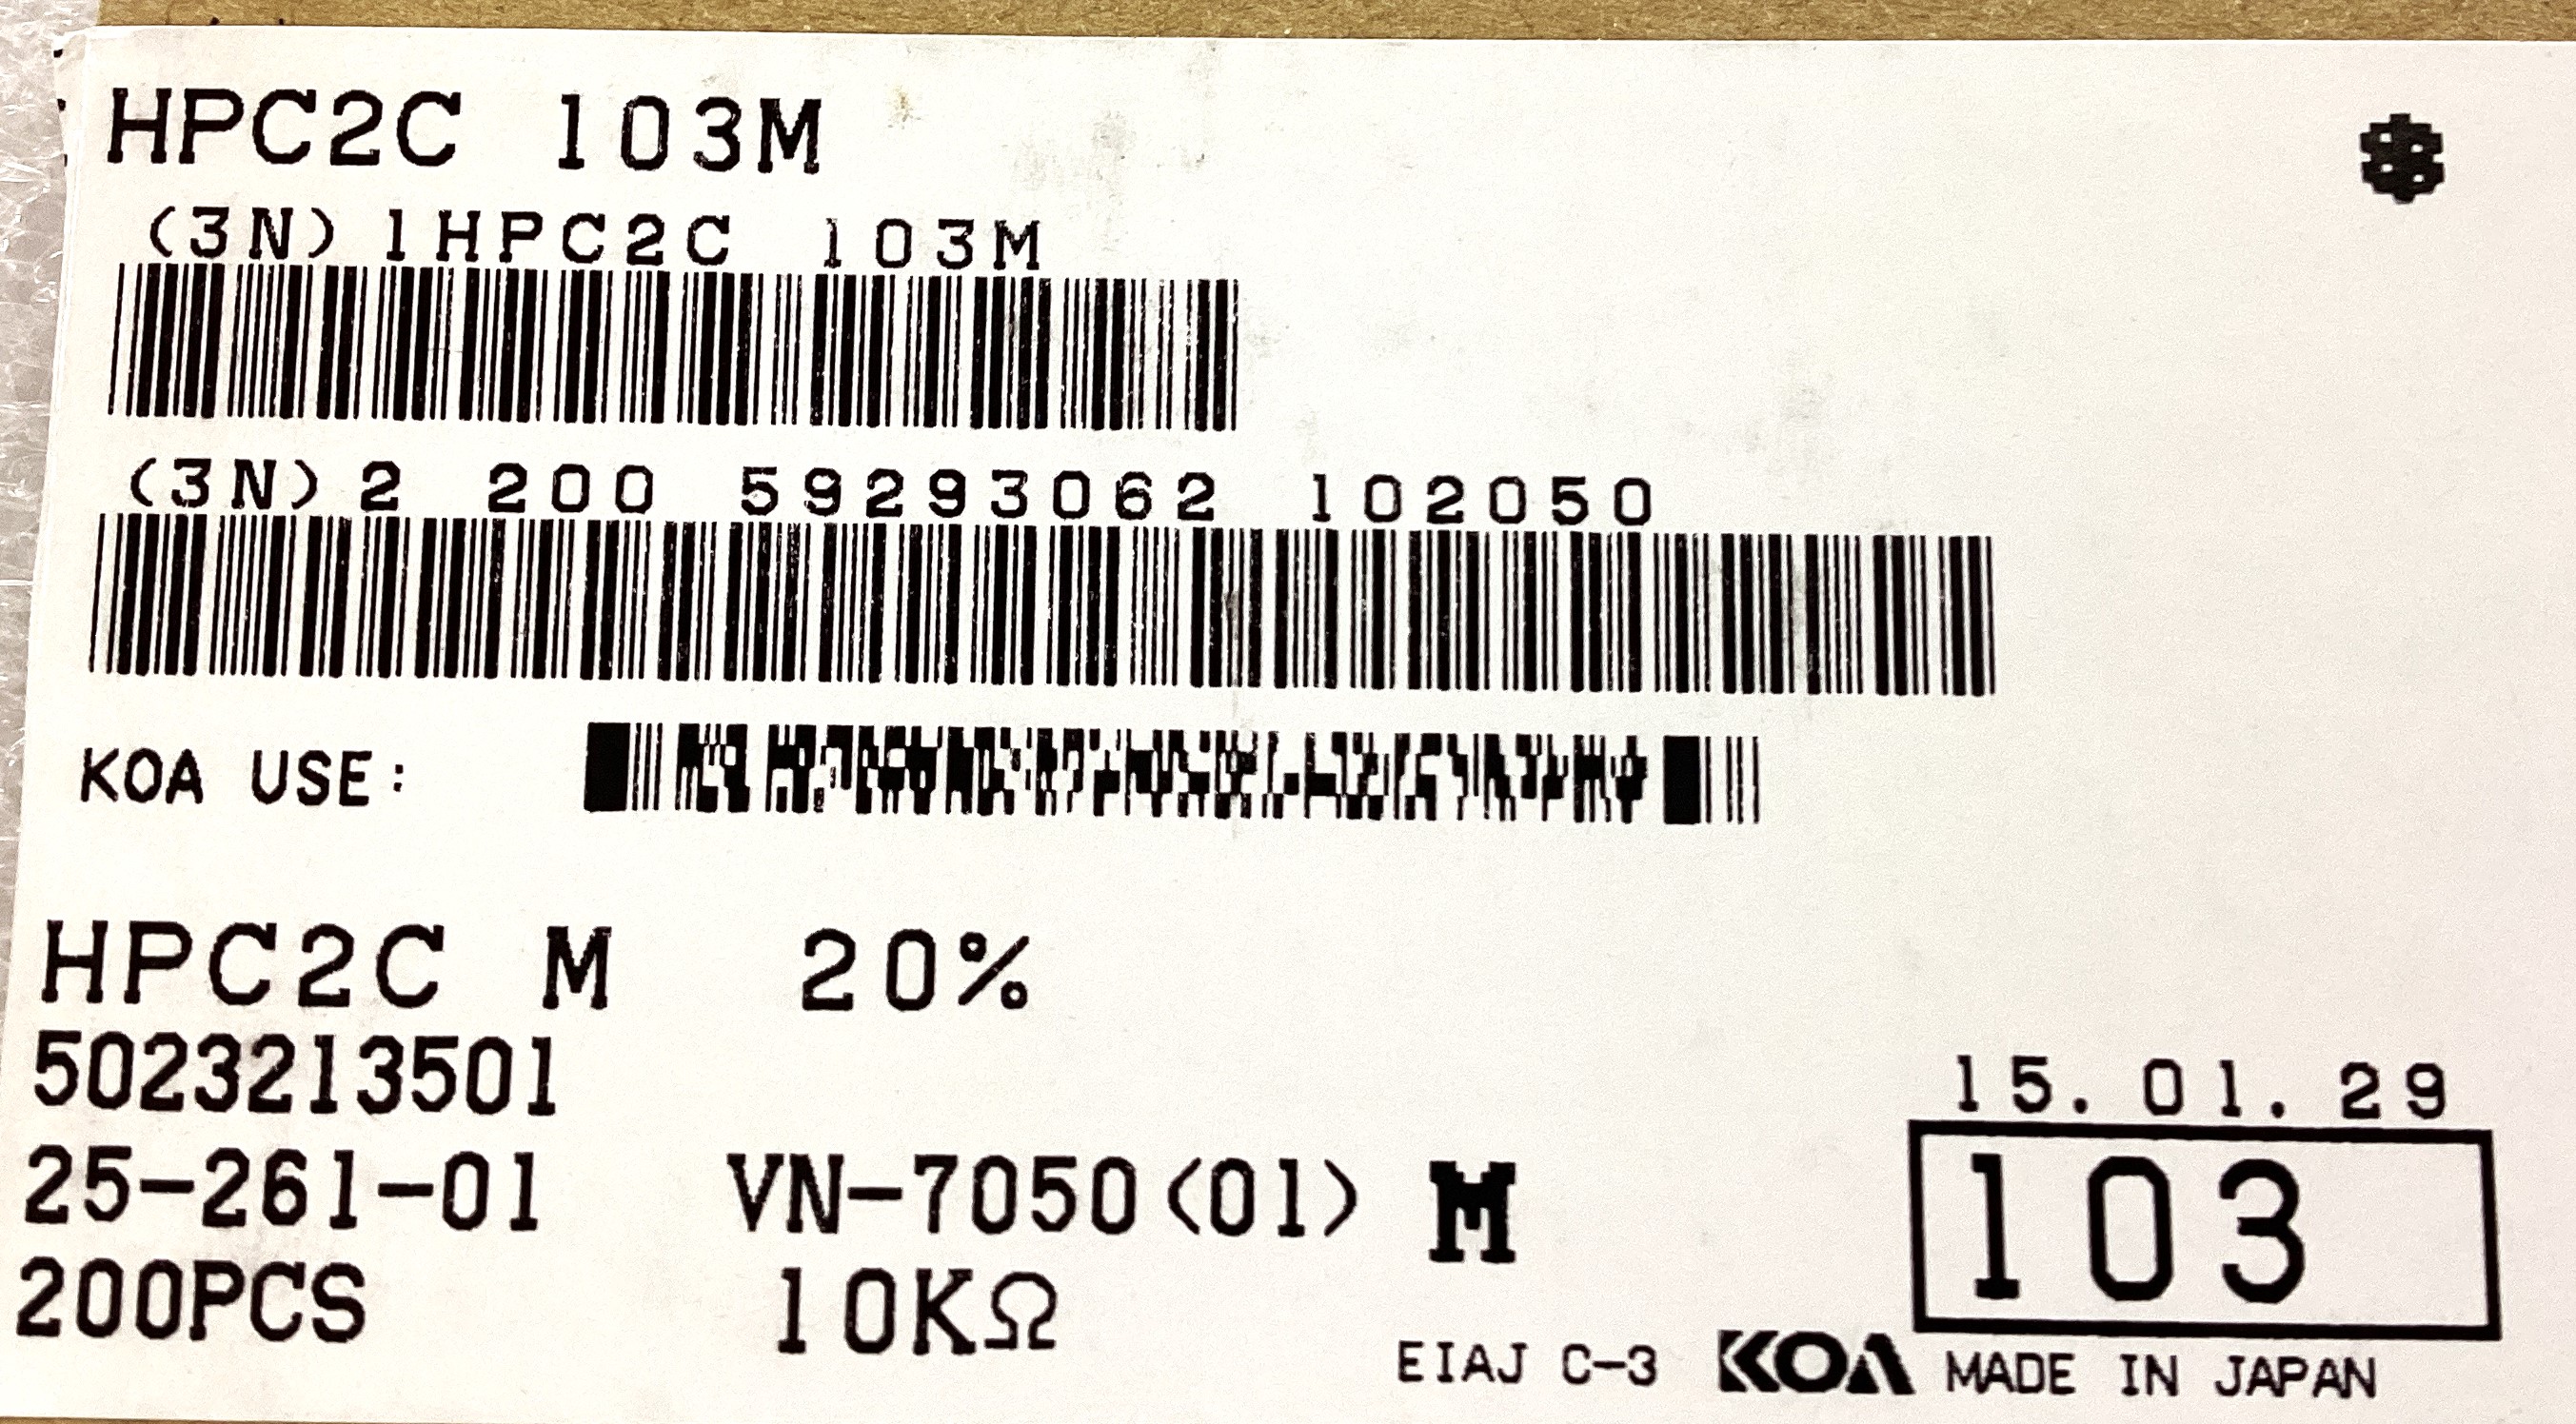 HPC2C 103M
(3N)1HPC2C 103M
(3N)2 200 59293062 102050
KOA USE:
HPC2C M 20%
5023213501
15.01.29
25-261-01 VN-7050(01) M
103
200PCS 10KΩ
EIAJ C-3 KOA MADE IN JAPAN